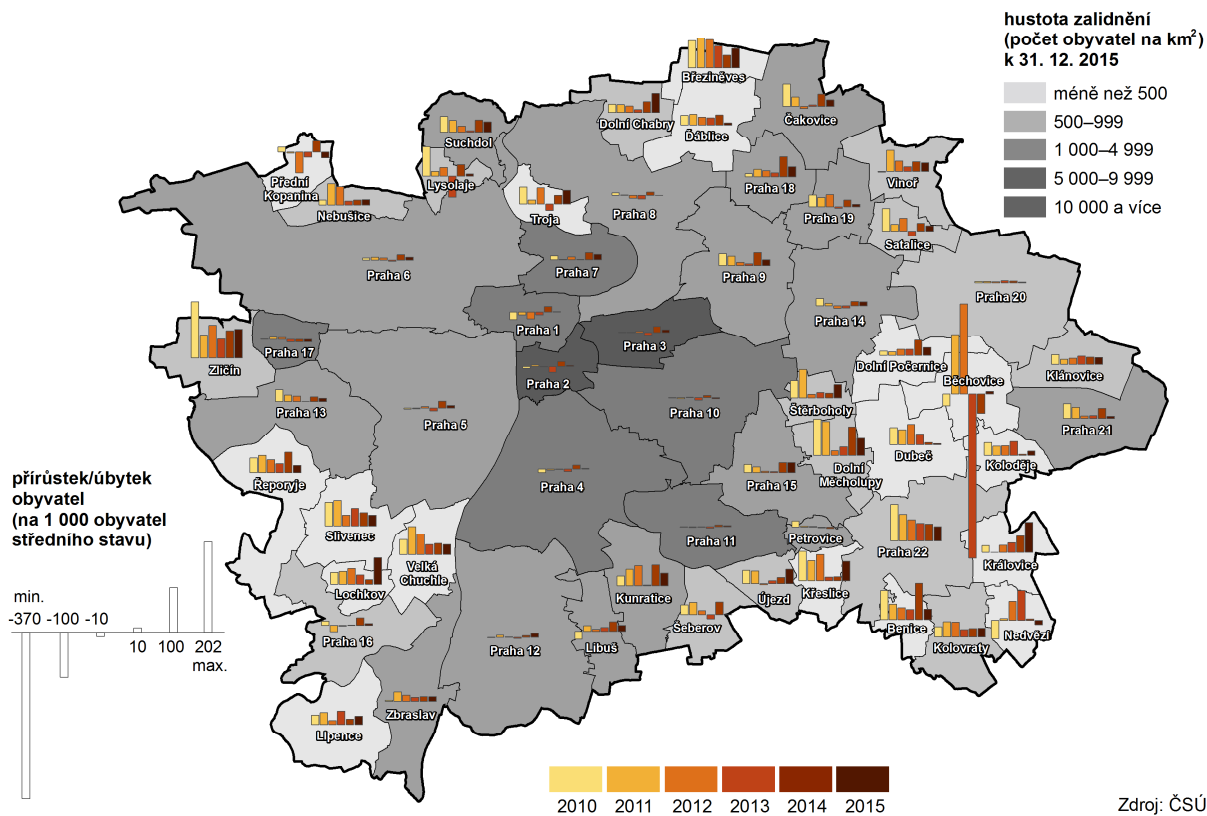 hustota zalidnění
(počet obyvatel na km²)
k 31. 12. 2015
méně než 500
500–999
1 000–4 999
5 000–9 999
10 000 a více
Březiněves
Dolní Chabry
Ďáblice
Čakovice
Suchdol
Přední
Kopanina
Lysolaje
Nebušice
Troja
Praha 8
Praha 18
Vinoř
Praha 19
Satalice
Praha 6
Praha 7
Praha 9
Praha 20
Praha 1
Praha 14
Praha 3
Praha 17
Zličín
Praha 2
Dolní Počernice
Běchovice
Klánovice
Praha 13
Praha 5
Praha 10
Štěrboholy
Praha 21
Řeporyje
Praha 4
Praha 15
Dolní
Měcholupy
Dubeč
Koloděje
přírůstek/úbytek
obyvatel
(na 1 000 obyvatel
středního stavu)
Slivenec
Velká
Chuchle
Praha 11
Petrovice
Praha 22
Královice
Lochkov
Kunratice
Újezd
Křeslice
min.
-370
-100
-10
10
100
202
max.
Praha 16
Praha 12
Libuš
Šeberov
Benice
Kolovraty
Nedvězí
Zbraslav
Lipence
2010
2011
2012
2013
2014
2015
Zdroj: ČSÚ